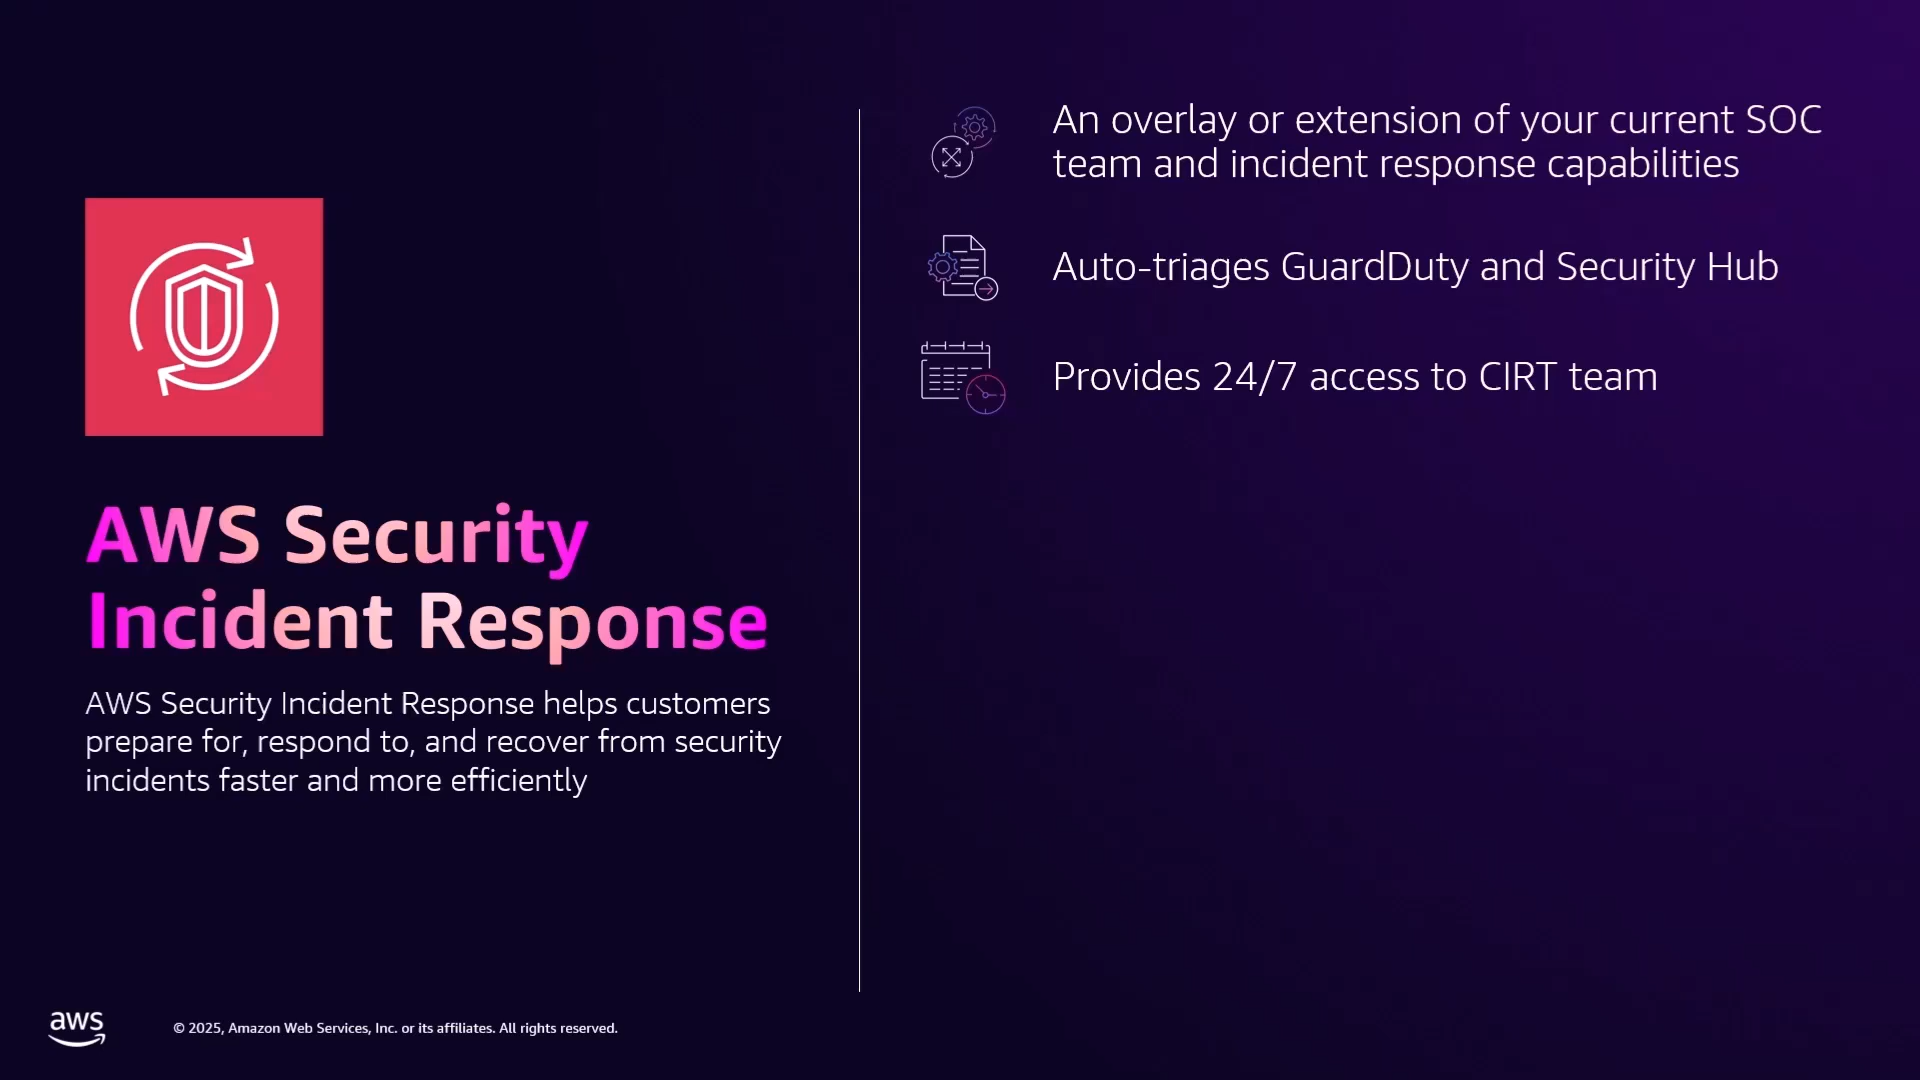 AWS Security
Incident Response
AWS Security Incident Response helps customers
prepare for, respond to, and recover from security
incidents faster and more efficiently
An overlay or extension of your current SOC
team and incident response capabilities
Auto-triages GuardDuty and Security Hub
Provides 24/7 access to CIRT team
aws
© 2025, Amazon Web Services, Inc. or its affiliates. All rights reserved.